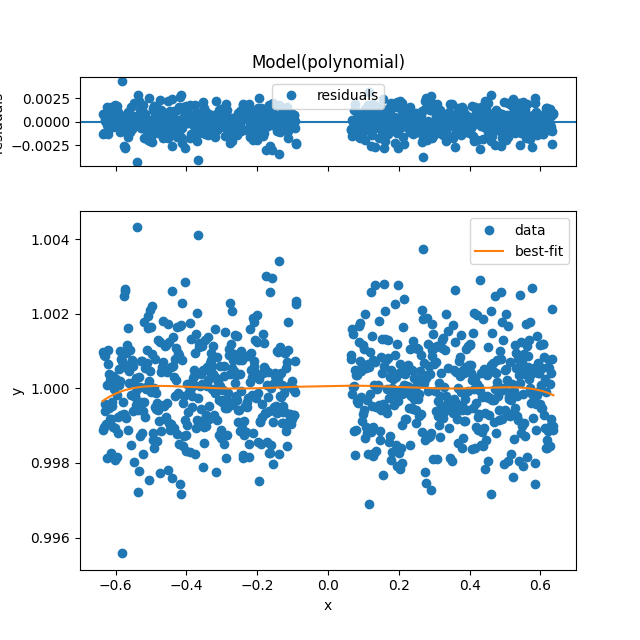 Model(polynomial)
residuals
0.0025
0.0000
−0.0025
residuals
1.004
1.002
1.000
0.998
0.996
y
data
best-fit
−0.6 −0.4 −0.2 0.0 0.2 0.4 0.6
x